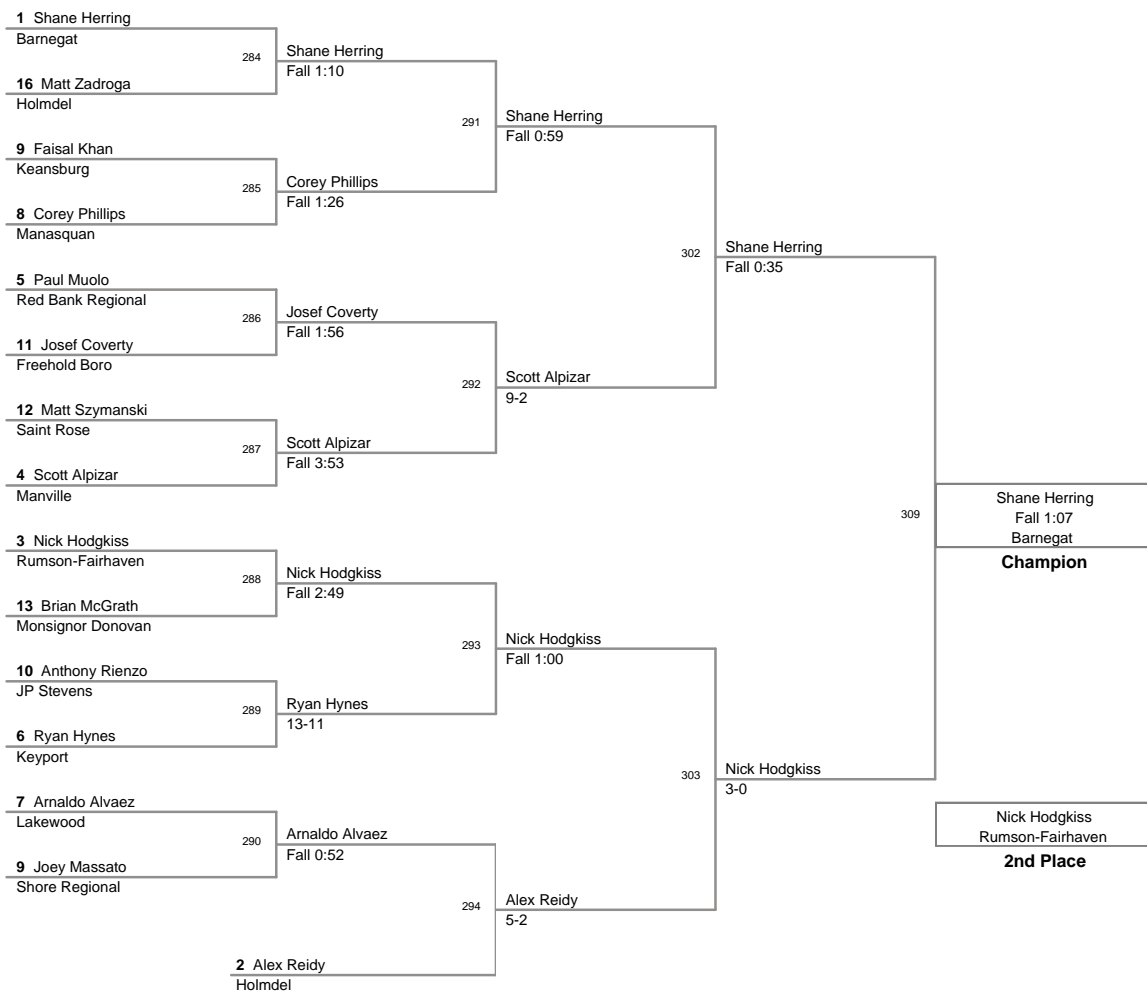 1 Shane Herring
Barnegat
284
16 Matt Zadroga
Holmdel
Shane Herring
Fall 1:10
291
9 Faisal Khan
Keansburg
285
8 Corey Phillips
Manasquan
Corey Phillips
Fall 1:26
Shane Herring
Fall 0:59
302
5 Paul Muolo
Red Bank Regional
286
11 Josef Coverty
Freehold Boro
Josef Coverty
Fall 1:56
292
12 Matt Szymanski
Saint Rose
287
4 Scott Alpizar
Manville
Scott Alpizar
Fall 3:53
Scott Alpizar
9-2
Shane Herring
Fall 0:35
309
3 Nick Hodgkiss
Rumson-Fairhaven
288
13 Brian McGrath
Monsignor Donovan
Nick Hodgkiss
Fall 2:49
293
10 Anthony Rienzo
JP Stevens
289
6 Ryan Hynes
Keyport
Ryan Hynes
13-11
Nick Hodgkiss
Fall 1:00
303
7 Arnaldo Alvaez
Lakewood
290
9 Joey Massato
Shore Regional
Arnaldo Alvaez
Fall 0:52
294
2 Alex Reidy
Holmdel
Alex Reidy
5-2
Nick Hodgkiss
3-0
Shane Herring
Fall 1:07
Barnegat
Champion
Nick Hodgkiss
Rumson-Fairhaven
2nd Place